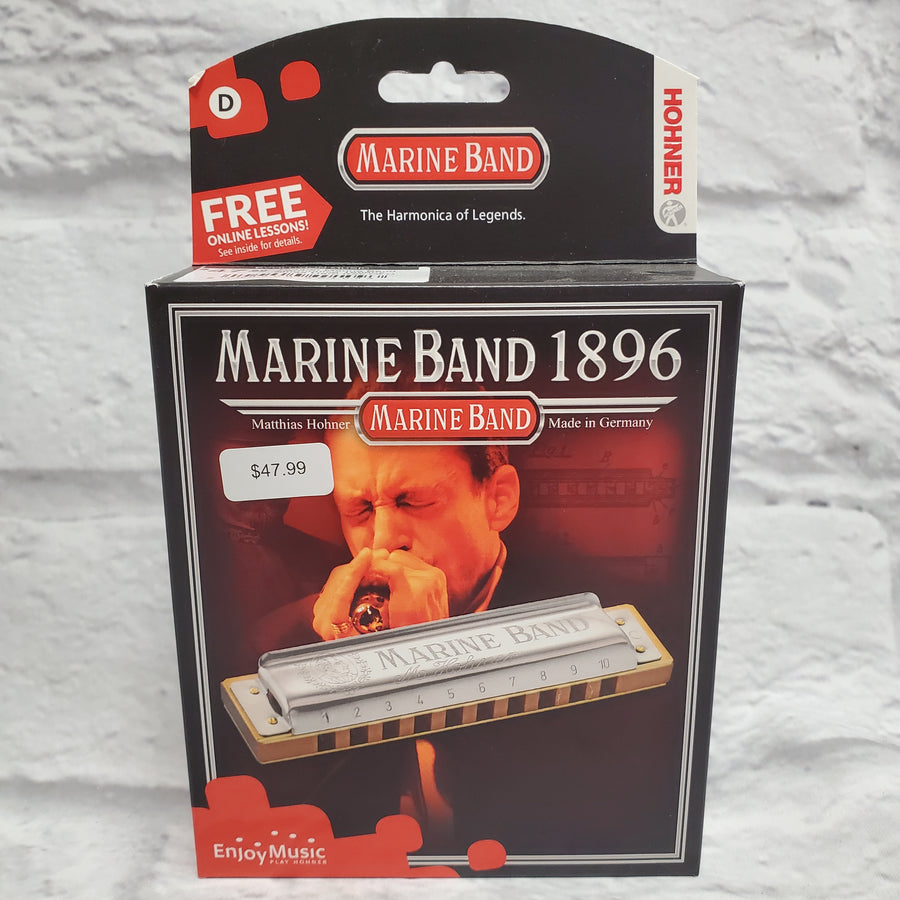 D
HOHNER
MARINE BAND
FREE
ONLINE LESSONS!
See inside for details.
The Harmonica of Legends.
MARINE BAND 1896
Matthias Hohner
MARINE BAND
Made in Germany
$47.99
MARINE BAND
M. Hohner
1 2 3 4 5 6 7 8 9 10
C
EnjoyMusic
PLAY HOHNER